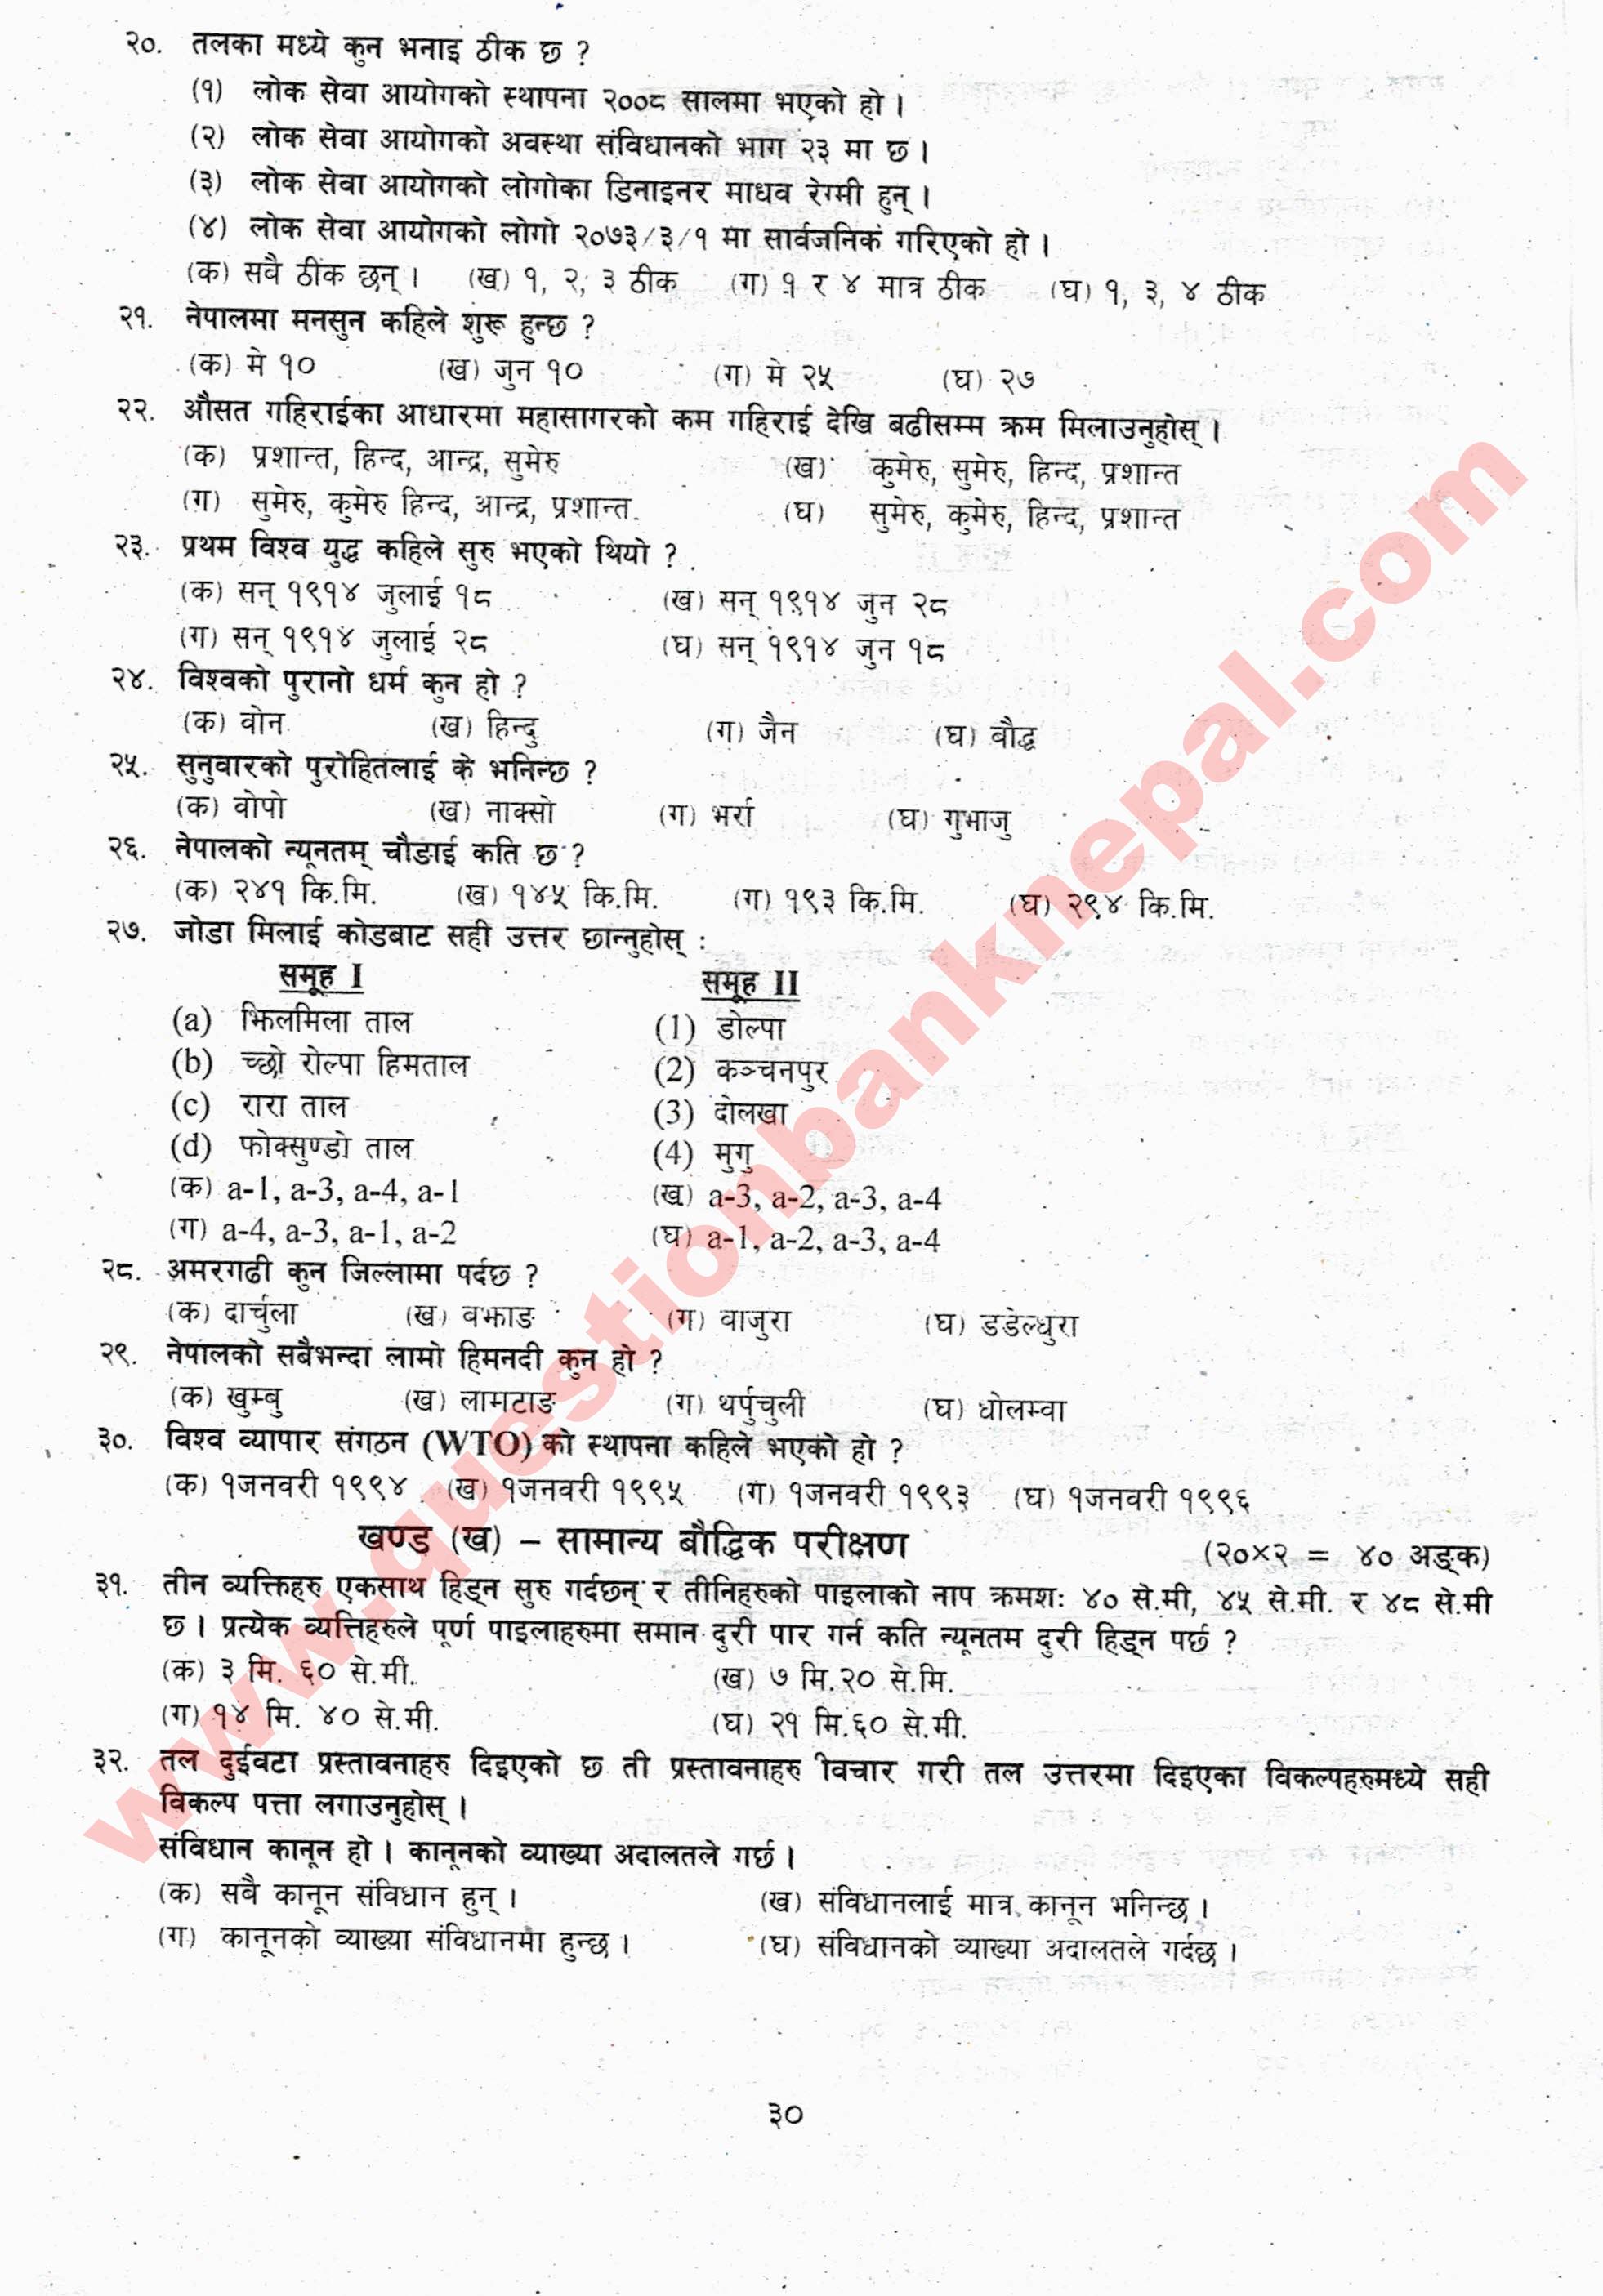 २०. तलका मध्ये कुन भनाइ ठीक छ ?
(१) लोक सेवा आयोगको स्थापना २००८ सालमा भएको हो ।
(२) लोक सेवा आयोगको अवस्था संविधानको भाग २३ मा छ ।
(३) लोक सेवा आयोगको लोगोका डिनाइनर माधव रेग्मी हुन् ।
(४) लोक सेवा आयोगको लोगो २०७३/३/१ मा सार्वजनिक गरिएको हो ।
(क) सवै ठीक छन् । (ख) १, २, ३ ठीक (ग) १ र ४ मात्र ठीक (घ) १, ३, ४ ठीक
२१. नेपालमा मनसुन कहिले शुरू हुन्छ ?
(क) मे १० (ख) जुन १० (ग) मे २५ (घ) २७
२२. औसत गहिराईका आधारमा महासागरको कम गहिराई देखि बढीसम्म क्रम मिलाउनुहोस् ।
(क) प्रशान्त, हिन्द, आन्द्र, सुमेरु (ख) कुमेरु, सुमेरु, हिन्द, प्रशान्त
(ग) सुमेरु, कुमेरु हिन्द, आन्द्र, प्रशान्त. (घ) सुमेरु, कुमेरु, हिन्द, प्रशान्त
२३. प्रथम विश्व युद्ध कहिले सुरु भएको थियो ?
(क) सन् १९१४ जुलाई १८ (ख) सन् १९१४ जुन २८
(ग) सन् १९१४ जुलाई २८ (घ) सन् १९१४ जुन १८
२४. विश्वको पुरानो धर्म कुन हो ?
(क) वोन (ख) हिन्दु (ग) जैन (घ) बौद्ध
२५. सुनुवारको पुरोहितलाई के भनिन्छ ?
(क) वोपो (ख) नाक्सो (ग) भर्रा (घ) गुभाजु
२६. नेपालको न्यूनतम् चौडाई कति छ ?
(क) २४१ कि.मि. (ख) १४५ कि.मि. (ग) १९३ कि.मि. (घ) २९४ कि.मि.
२७. जोडा मिलाई कोडबाट सही उत्तर छान्नुहोस् :
समूह I समूह II
(a) झिलमिला ताल (1) डोल्पा
(b) च्छो रोल्पा हिमताल (2) कञ्चनपुर
(c) रारा ताल (3) दोलखा
(d) फोक्सुण्डो ताल (4) मुगु
(क) a-1, a-3, a-4, a-1 (ख) a-3, a-2, a-3, a-4
(ग) a-4, a-3, a-1, a-2 (घ) a-1, a-2, a-3, a-4
२८. अमरगढी कुन जिल्लामा पर्दछ ?
(क) दार्चुला (ख) बझाङ (ग) वाजुरा (घ) डडेल्धुरा
२९. नेपालको सबैभन्दा लामो हिमनदी कुन हो ?
(क) खुम्बु (ख) लामटाङ (ग) थर्पुचुली (घ) धोलम्वा
३०. विश्व व्यापार संगठन (WTO) को स्थापना कहिले भएको हो ?
(क) १जनवरी १९९४ (ख) १जनवरी १९९५ (ग) १जनवरी १९९३ (घ) १जनवरी १९९६
खण्ड (ख) – सामान्य बौद्धिक परीक्षण (२०×२ = ४० अङ्क)
३१. तीन व्यक्तिहरु एकसाथ हिड्न सुरु गर्दछन् र तीनिहरुको पाइलाको नाप क्रमशः ४० से.मी, ४५ से.मी. र ४८ से.मी
छ । प्रत्येक व्यत्तिहरुले पूर्ण पाइलाहरुमा समान दुरी पार गर्न कति न्यूनतम दुरी हिड्न पर्छ ?
(क) ३ मि. ६० से.मी. (ख) ७ मि.२० से.मि.
(ग) १४ मि. ४० से.मी. (घ) २१ मि.६० से.मी.
३२. तल दुईवटा प्रस्तावनाहरु दिइएको छ ती प्रस्तावनाहरु विचार गरी तल उत्तरमा दिइएका विकल्पहरुमध्ये सही
विकल्प पत्ता लगाउनुहोस् ।
संविधान कानून हो । कानूनको व्याख्या अदालतले गर्छ ।
(क) सबै कानून संविधान हुन् । (ख) संविधानलाई मात्र कानून भनिन्छ ।
(ग) कानूनको व्याख्या संविधानमा हुन्छ । (घ) संविधानको व्याख्या अदालतले गर्दछ ।
३०
www.questionbanknepal.com